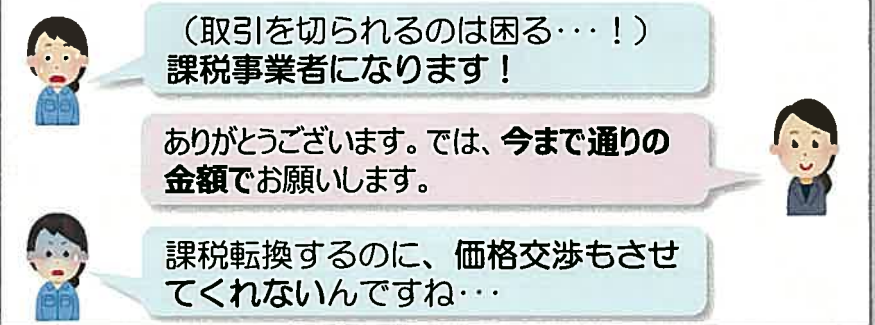 （取引を切られるのは困る･･･！）
課税事業者になります！
ありがとうございます。では、今まで通りの
金額でお願いします。
課税転換するのに、価格交渉もさせ
てくれないんですね･･･